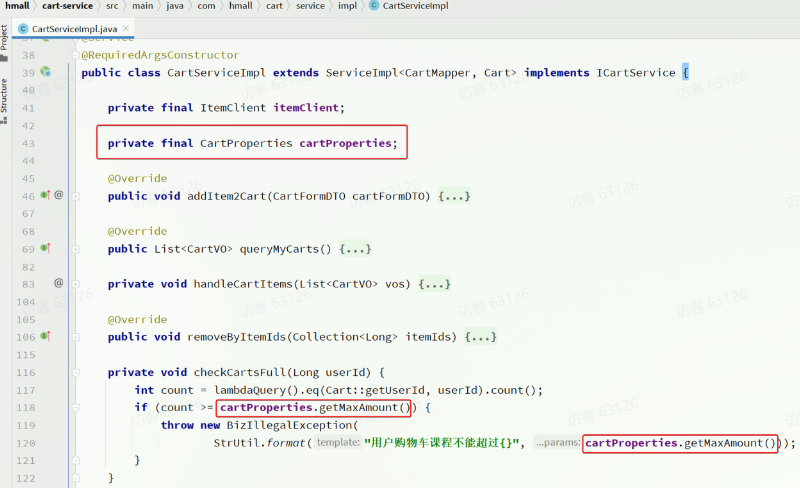 hmall > cart-service > src > main > java > com > hmall > cart > service > impl > CartServiceImpl
CartServiceImpl.java ×
Project
Structure
38 @RequiredArgsConstructor
39 public class CartServiceImpl extends ServiceImpl<CartMapper, Cart> implements ICartService {
40
41 private final ItemClient itemClient;
42
43 private final CartProperties cartProperties;
44
45 @Override
46 @ public void addItem2Cart(CartFormDTO cartFormDTO) {...}
67
68 @Override
69 public List<CartVO> queryMyCarts() {...}
82
83 @ private void handleCartItems(List<CartVO> vos) {...}
104
105 @Override
106 public void removeByItemIds(Collection<Long> itemIds) {...}
115
116 private void checkCartsFull(Long userId) {
117 int count = lambdaQuery().eq(Cart::getUserId, userId).count();
118 if (count >= cartProperties.getMaxAmount()) {
119 throw new BizIllegalException(
120 StrUtil.format( template: "用户购物车课程不能超过{}", ...params: cartProperties.getMaxAmount()));
121 }
122 }
访客 63126
访客 63126
访客 63126
访客 63126
访客 63126
访客 63126
访客 63126